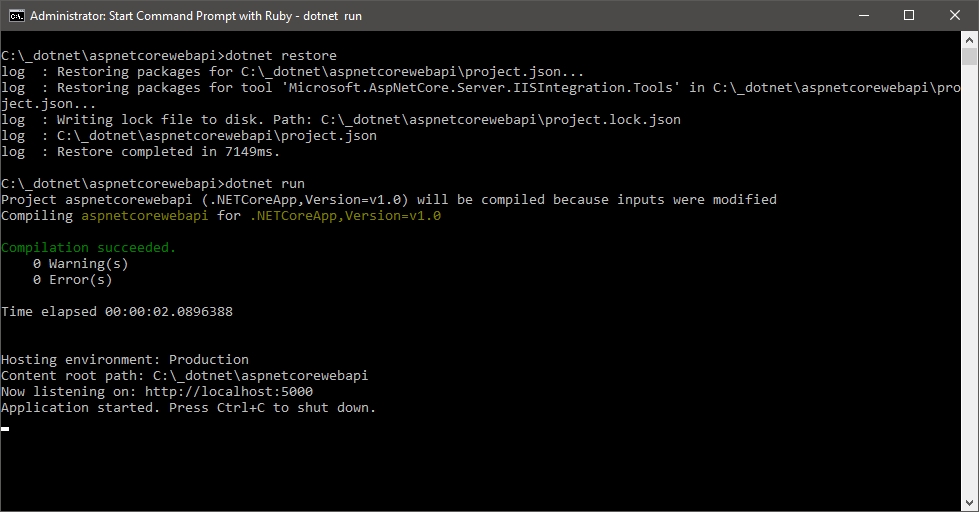 Administrator: Start Command Prompt with Ruby - dotnet  run
C:\_dotnet\aspnetcorewebapi>dotnet restore
log  : Restoring packages for C:\_dotnet\aspnetcorewebapi\project.json...
log  : Restoring packages for tool 'Microsoft.AspNetCore.Server.IISIntegration.Tools' in C:\_dotnet\aspnetcorewebapi\pro
ject.json...
log  : Writing lock file to disk. Path: C:\_dotnet\aspnetcorewebapi\project.lock.json
log  : C:\_dotnet\aspnetcorewebapi\project.json
log  : Restore completed in 7149ms.
C:\_dotnet\aspnetcorewebapi>dotnet run
Project aspnetcorewebapi (.NETCoreApp,Version=v1.0) will be compiled because inputs were modified
Compiling aspnetcorewebapi for .NETCoreApp,Version=v1.0
Compilation succeeded.
    0 Warning(s)
    0 Error(s)
Time elapsed 00:00:02.0896388
Hosting environment: Production
Content root path: C:\_dotnet\aspnetcorewebapi
Now listening on: http://localhost:5000
Application started. Press Ctrl+C to shut down.